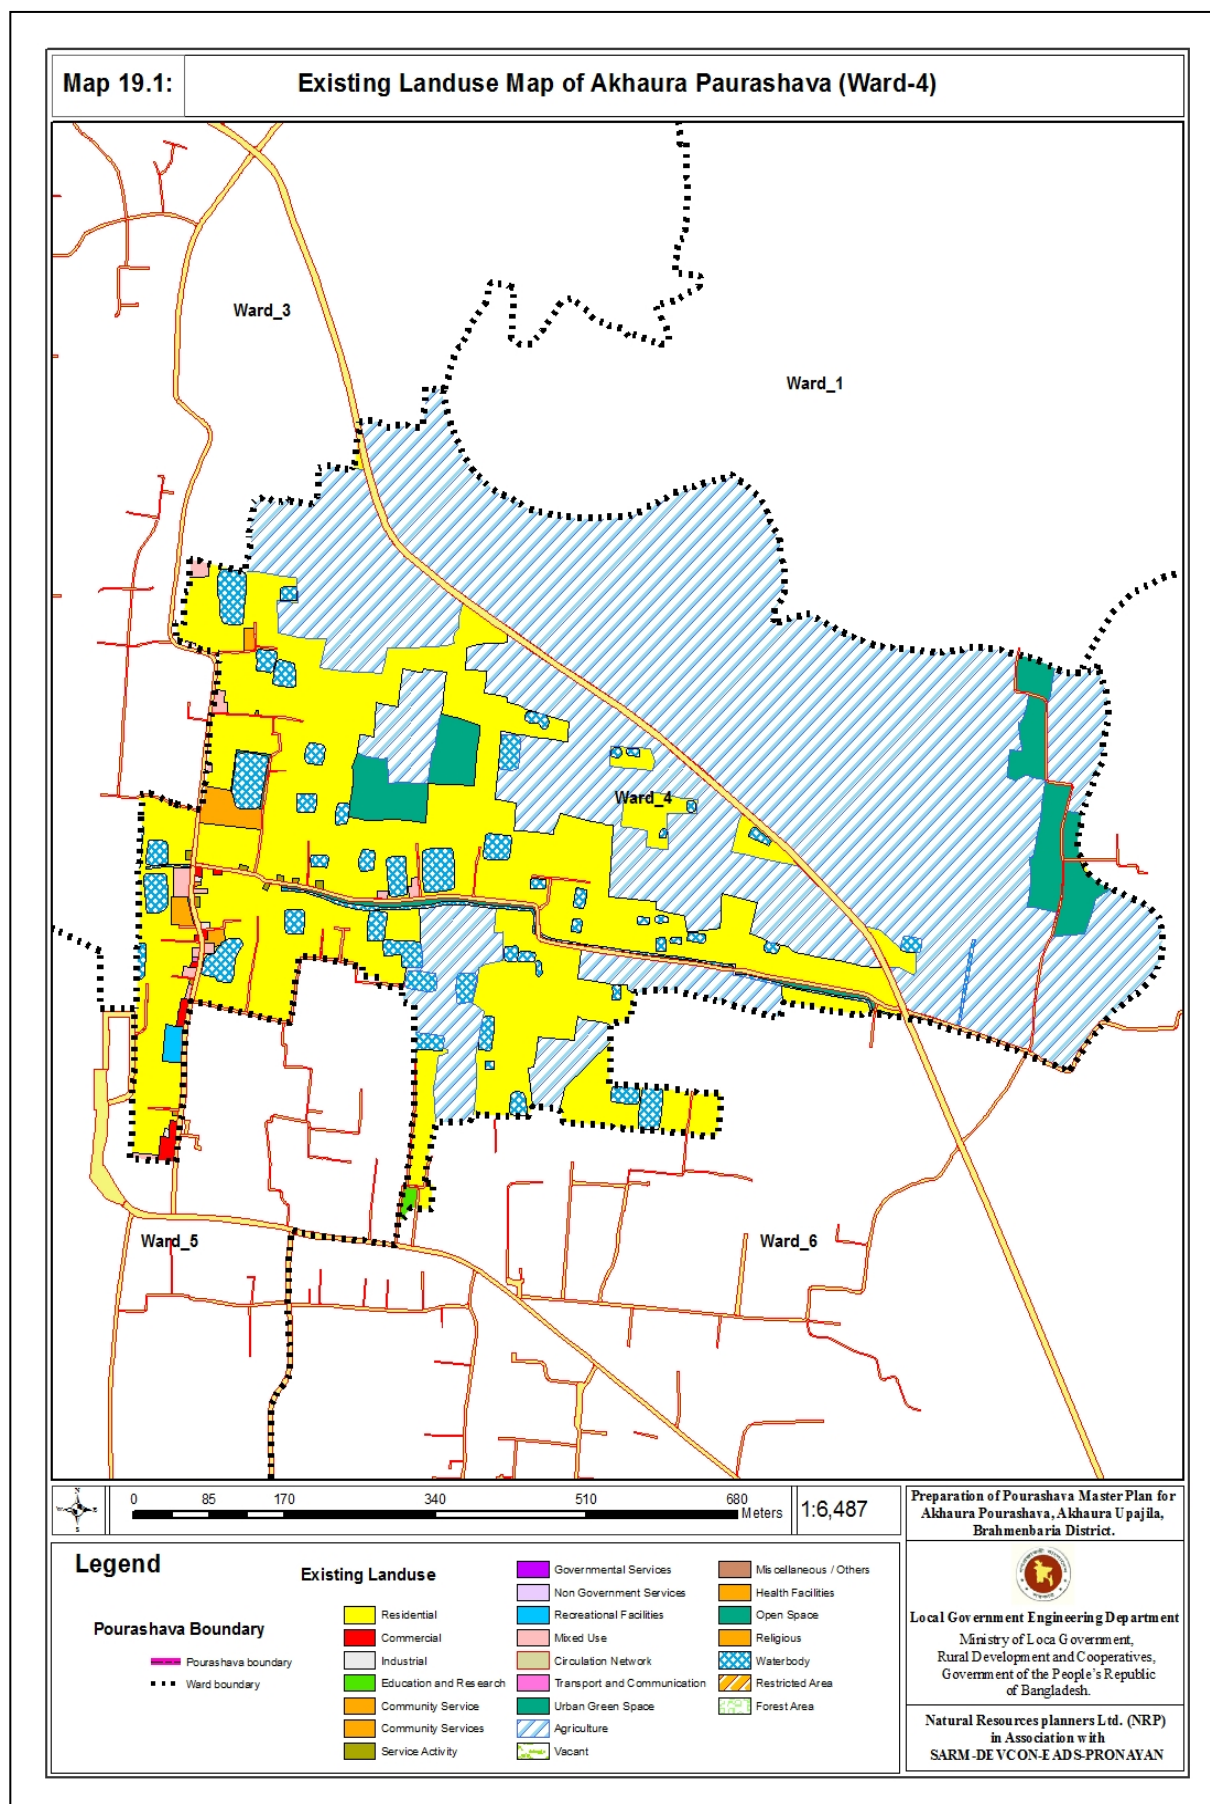 Map 19.1:
Existing Landuse Map of Akhaura Paurashava (Ward-4)
Ward_3
Ward_1
Ward_4
Ward_5
Ward_6
N
W
E
S
0 85 170 340 510 680
Meters
1:6,487
Legend
Pourashava Boundary
Pourashava boundary
Ward boundary
Existing Landuse
Residential
Commercial
Industrial
Education and Research
Community Service
Community Services
Service Activity
Governmental Services
Non Government Services
Recreational Facilities
Mixed Use
Circulation Network
Transport and Communication
Urban Green Space
Agriculture
Vacant
Miscellaneous / Others
Health Facilities
Open Space
Religious
Waterbody
Restricted Area
Forest Area
Preparation of Pourashava Master Plan for
Akhaura Pourashava, Akhaura Upajila,
Brahmenbaria District.
Local Government Engineering Department
Ministry of Loca Government,
Rural Development and Cooperatives,
Government of the People's Republic
of Bangladesh.
Natural Resources planners Ltd. (NRP)
in Association with
SARM-DEVCON-EADS-PRONAYAN